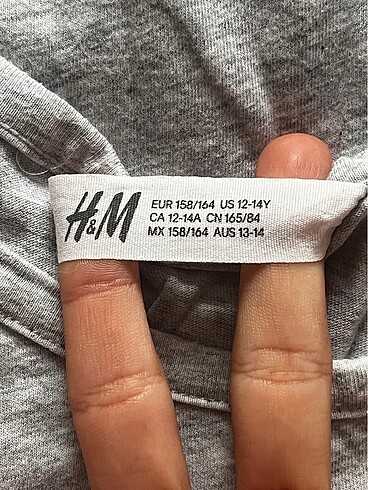 H&M
EUR 158/164 US 12-14Y
CA 12-14A CN 165/84
MX 158/164 AUS 13-14